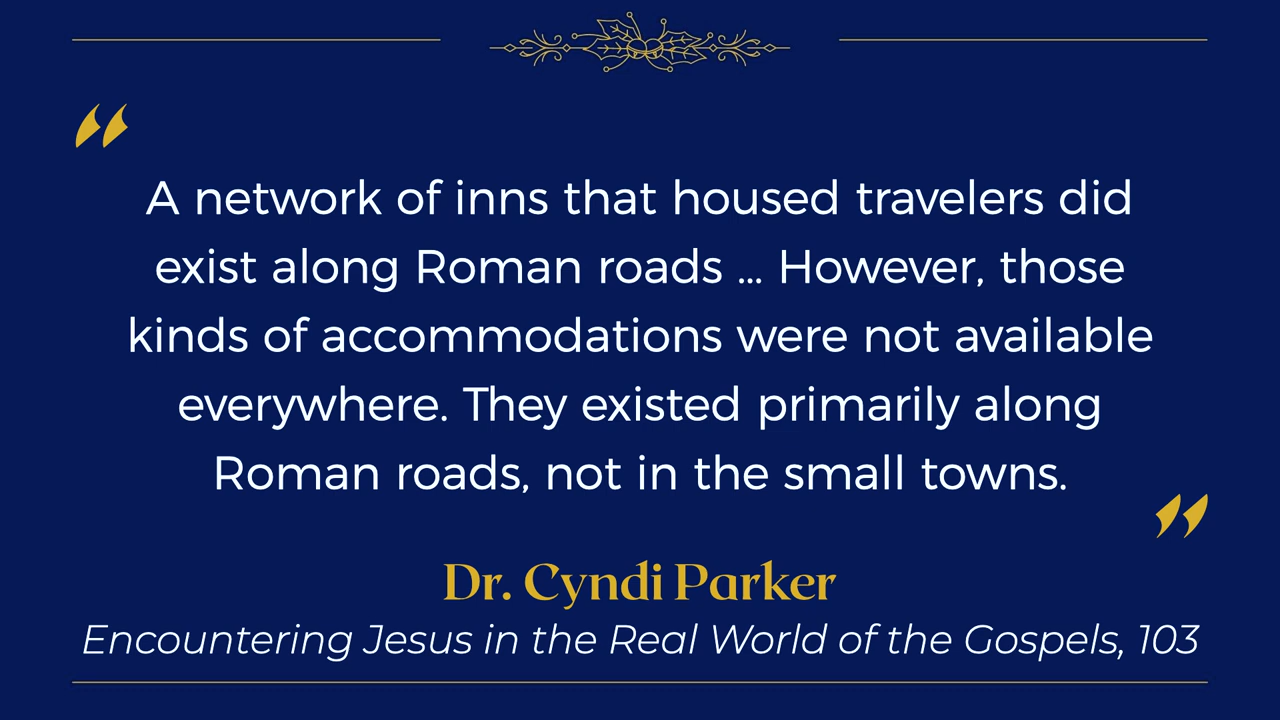 “
A network of inns that housed travelers did
exist along Roman roads ... However, those
kinds of accommodations were not available
everywhere. They existed primarily along
Roman roads, not in the small towns.
”
Dr. Cyndi Parker
Encountering Jesus in the Real World of the Gospels, 103